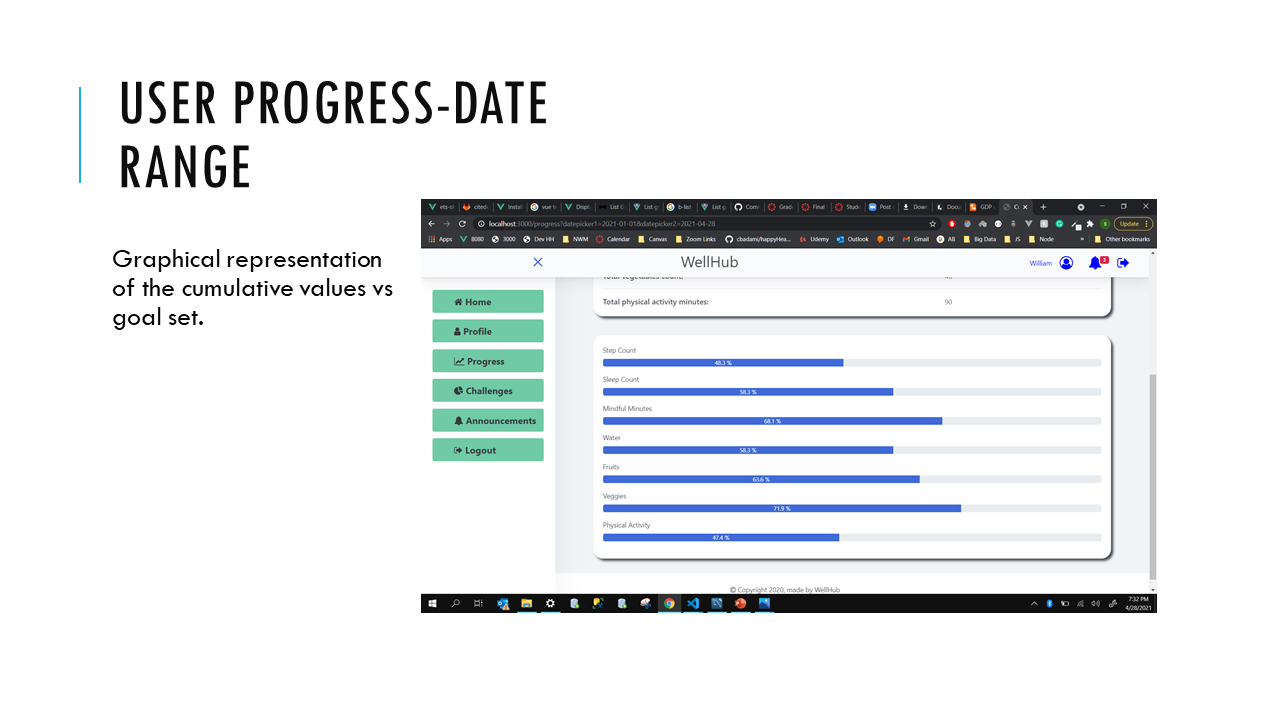 USER PROGRESS-DATE
RANGE
Graphical representation
of the cumulative values vs
goal set.
localhost:3000/progress?datepicker1=2021-01-01&datepicker2=2021-04-28
Update
Apps 8080 3000 Dev HH NWM Calendar Canvas Zoom Links cbadami/happyHea... Udemy Outlook DF Gmail AB Big Data JS Node » Other bookmarks
WellHub
William
Home
Profile
Progress
Challenges
Announcements
Logout
Total physical activity minutes: 90
Step Count
48.3 %
Sleep Count
58.3 %
Mindful Minutes
68.1 %
Water
58.3 %
Fruits
63.6 %
Veggies
71.9 %
Physical Activity
47.4 %
© Copyright 2020, made by WellHub
7:32 PM
4/28/2021